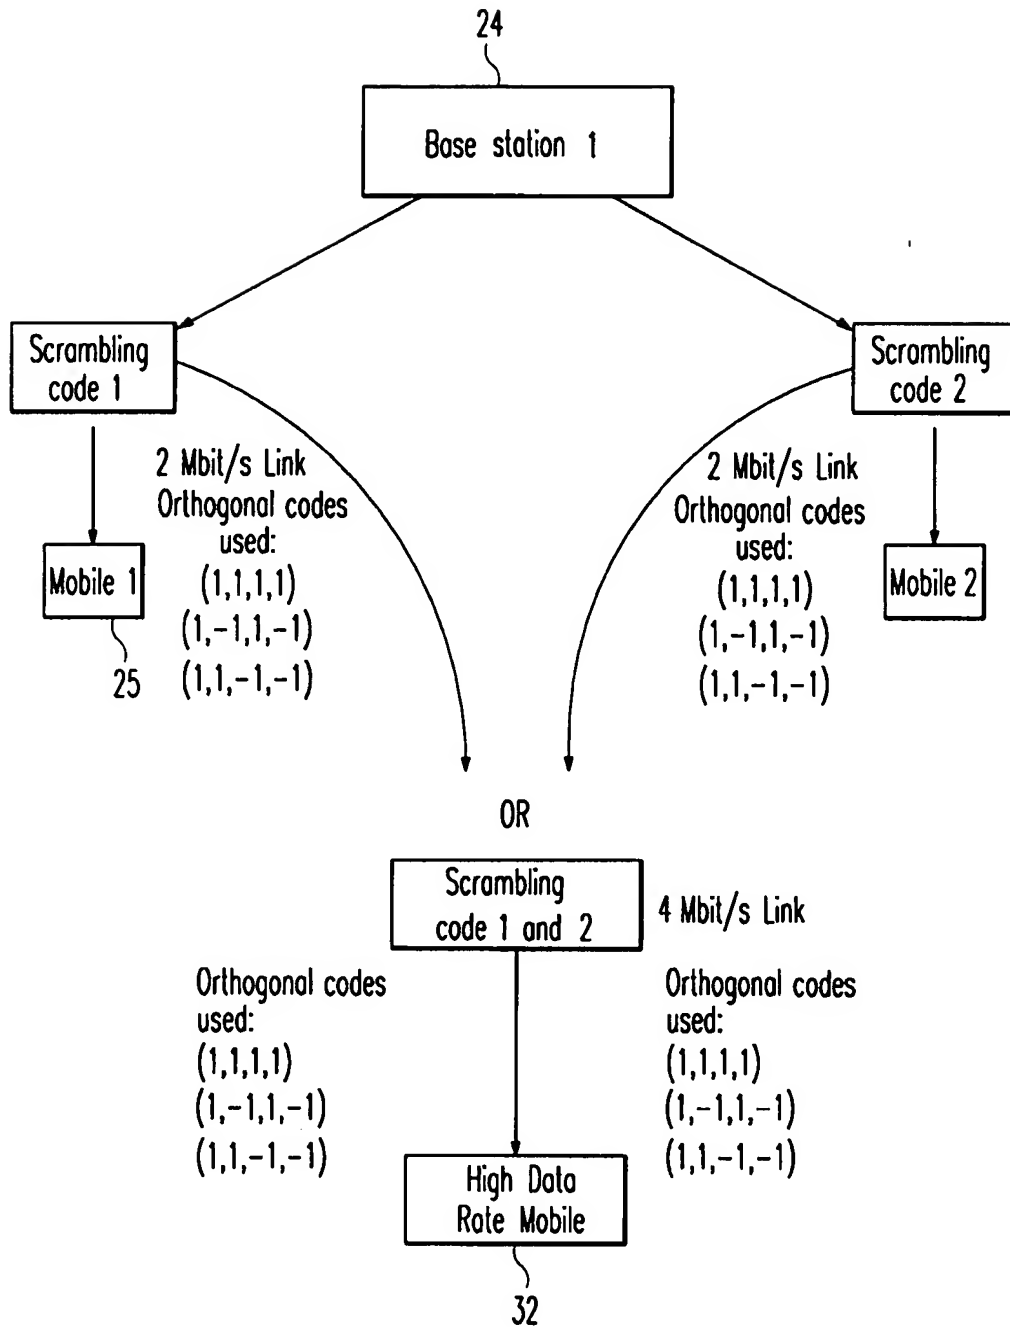 24
Base station 1
Scrambling
code 1
Scrambling
code 2
2 Mbit/s Link
Orthogonal codes
used:
(1,1,1,1)
(1,-1,1,-1)
(1,1,-1,-1)
2 Mbit/s Link
Orthogonal codes
used:
(1,1,1,1)
(1,-1,1,-1)
(1,1,-1,-1)
Mobile 1
25
Mobile 2
OR
Scrambling
code 1 and 2
4 Mbit/s Link
Orthogonal codes
used:
(1,1,1,1)
(1,-1,1,-1)
(1,1,-1,-1)
Orthogonal codes
used:
(1,1,1,1)
(1,-1,1,-1)
(1,1,-1,-1)
High Data
Rate Mobile
32